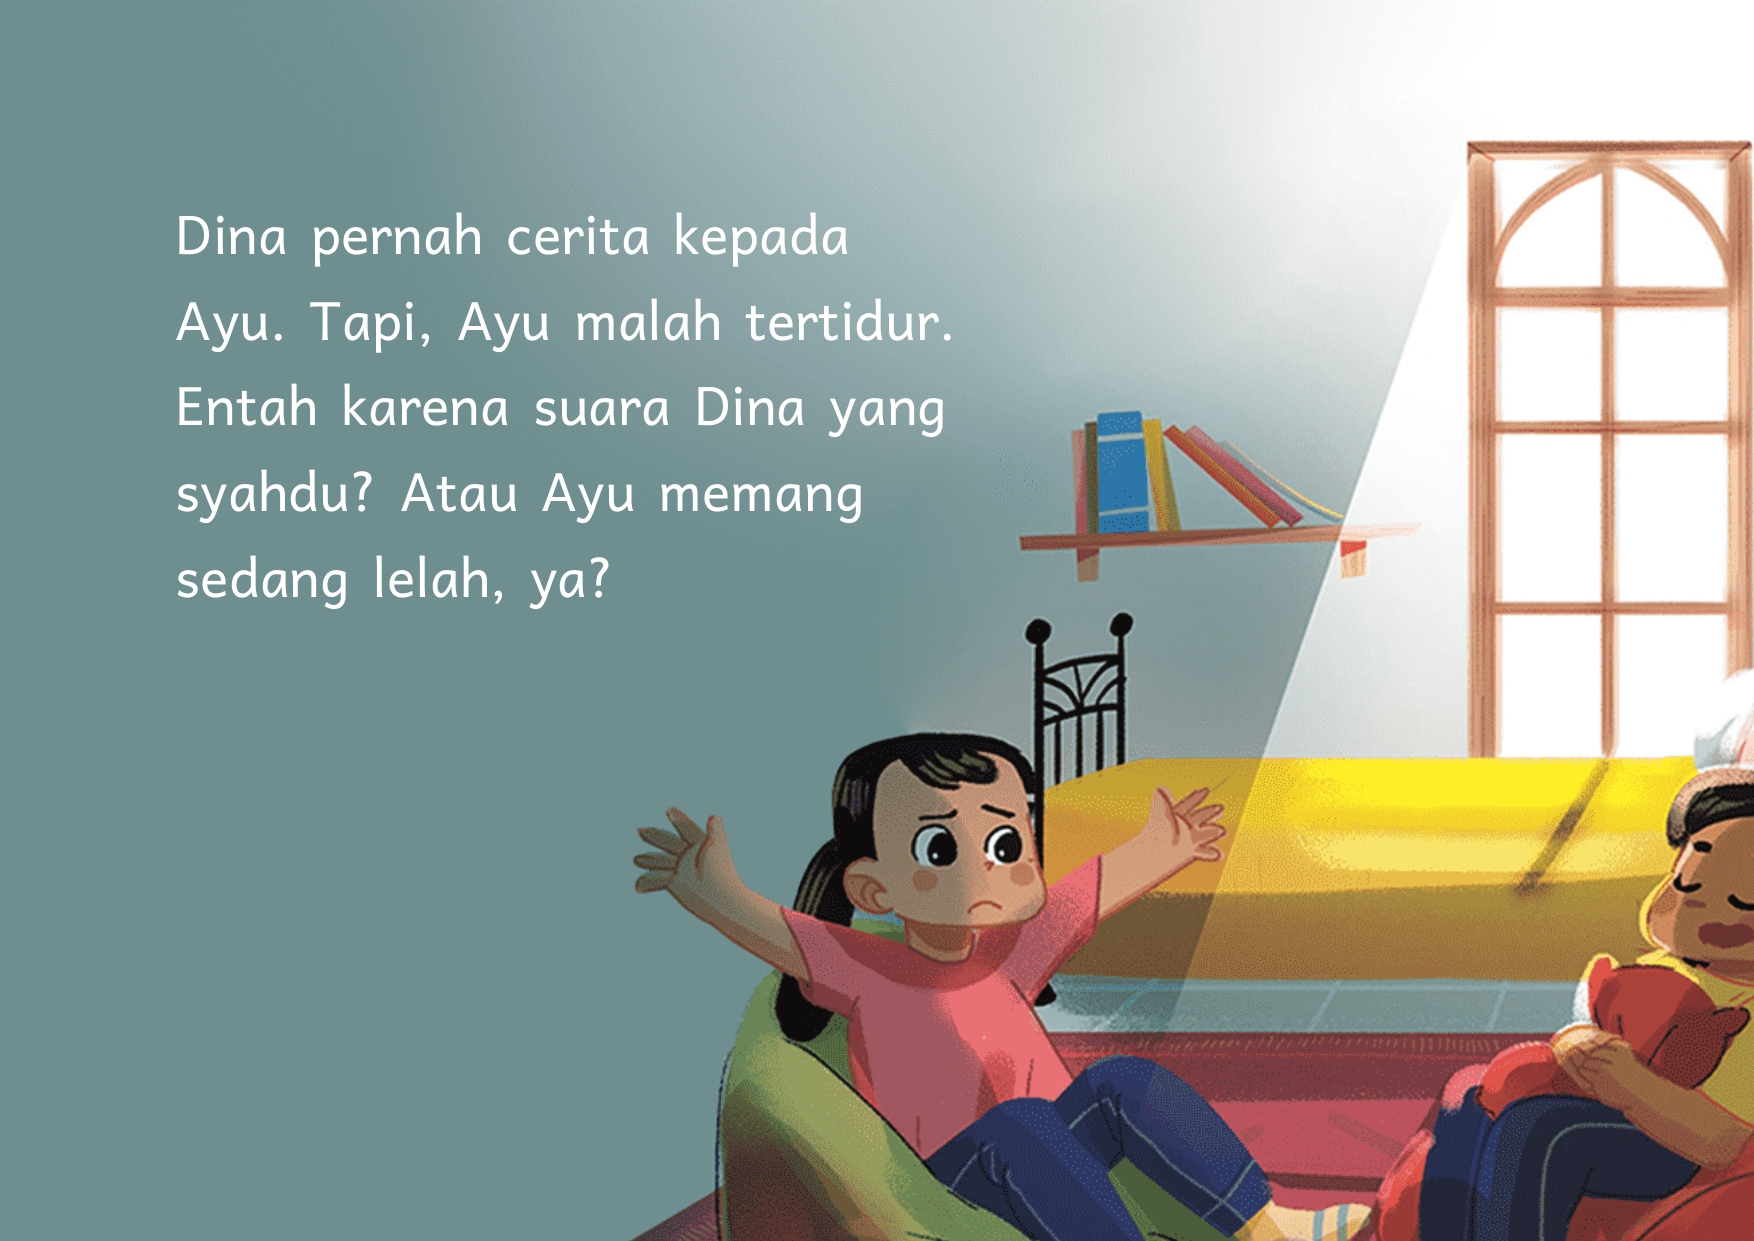 Dina pernah cerita kepada
Ayu. Tapi, Ayu malah tertidur.
Entah karena suara Dina yang
syahdu? Atau Ayu memang
sedang lelah, ya?